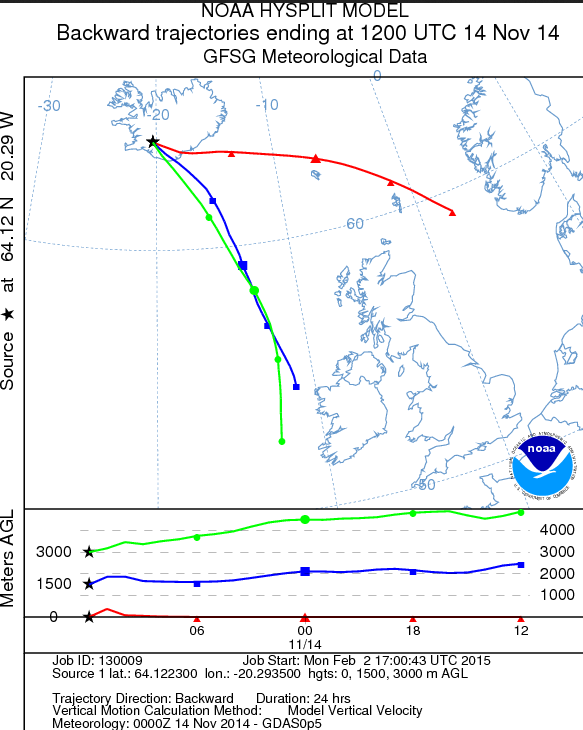 NOAA HYSPLIT MODEL
Backward trajectories ending at 1200 UTC 14 Nov 14
GFSG Meteorological Data
Source ★ at 64.12 N 20.29 W
-30
-20
-10
0
60
50
noaa
Meters AGL
3000
1500
0
4000
3000
2000
1000
06
00
18
12
11/14
Job ID: 130009 Job Start: Mon Feb 2 17:00:43 UTC 2015
Source 1 lat.: 64.122300 lon.: -20.293500 hgts: 0, 1500, 3000 m AGL
Trajectory Direction: Backward Duration: 24 hrs
Vertical Motion Calculation Method: Model Vertical Velocity
Meteorology: 0000Z 14 Nov 2014 - GDAS0p5